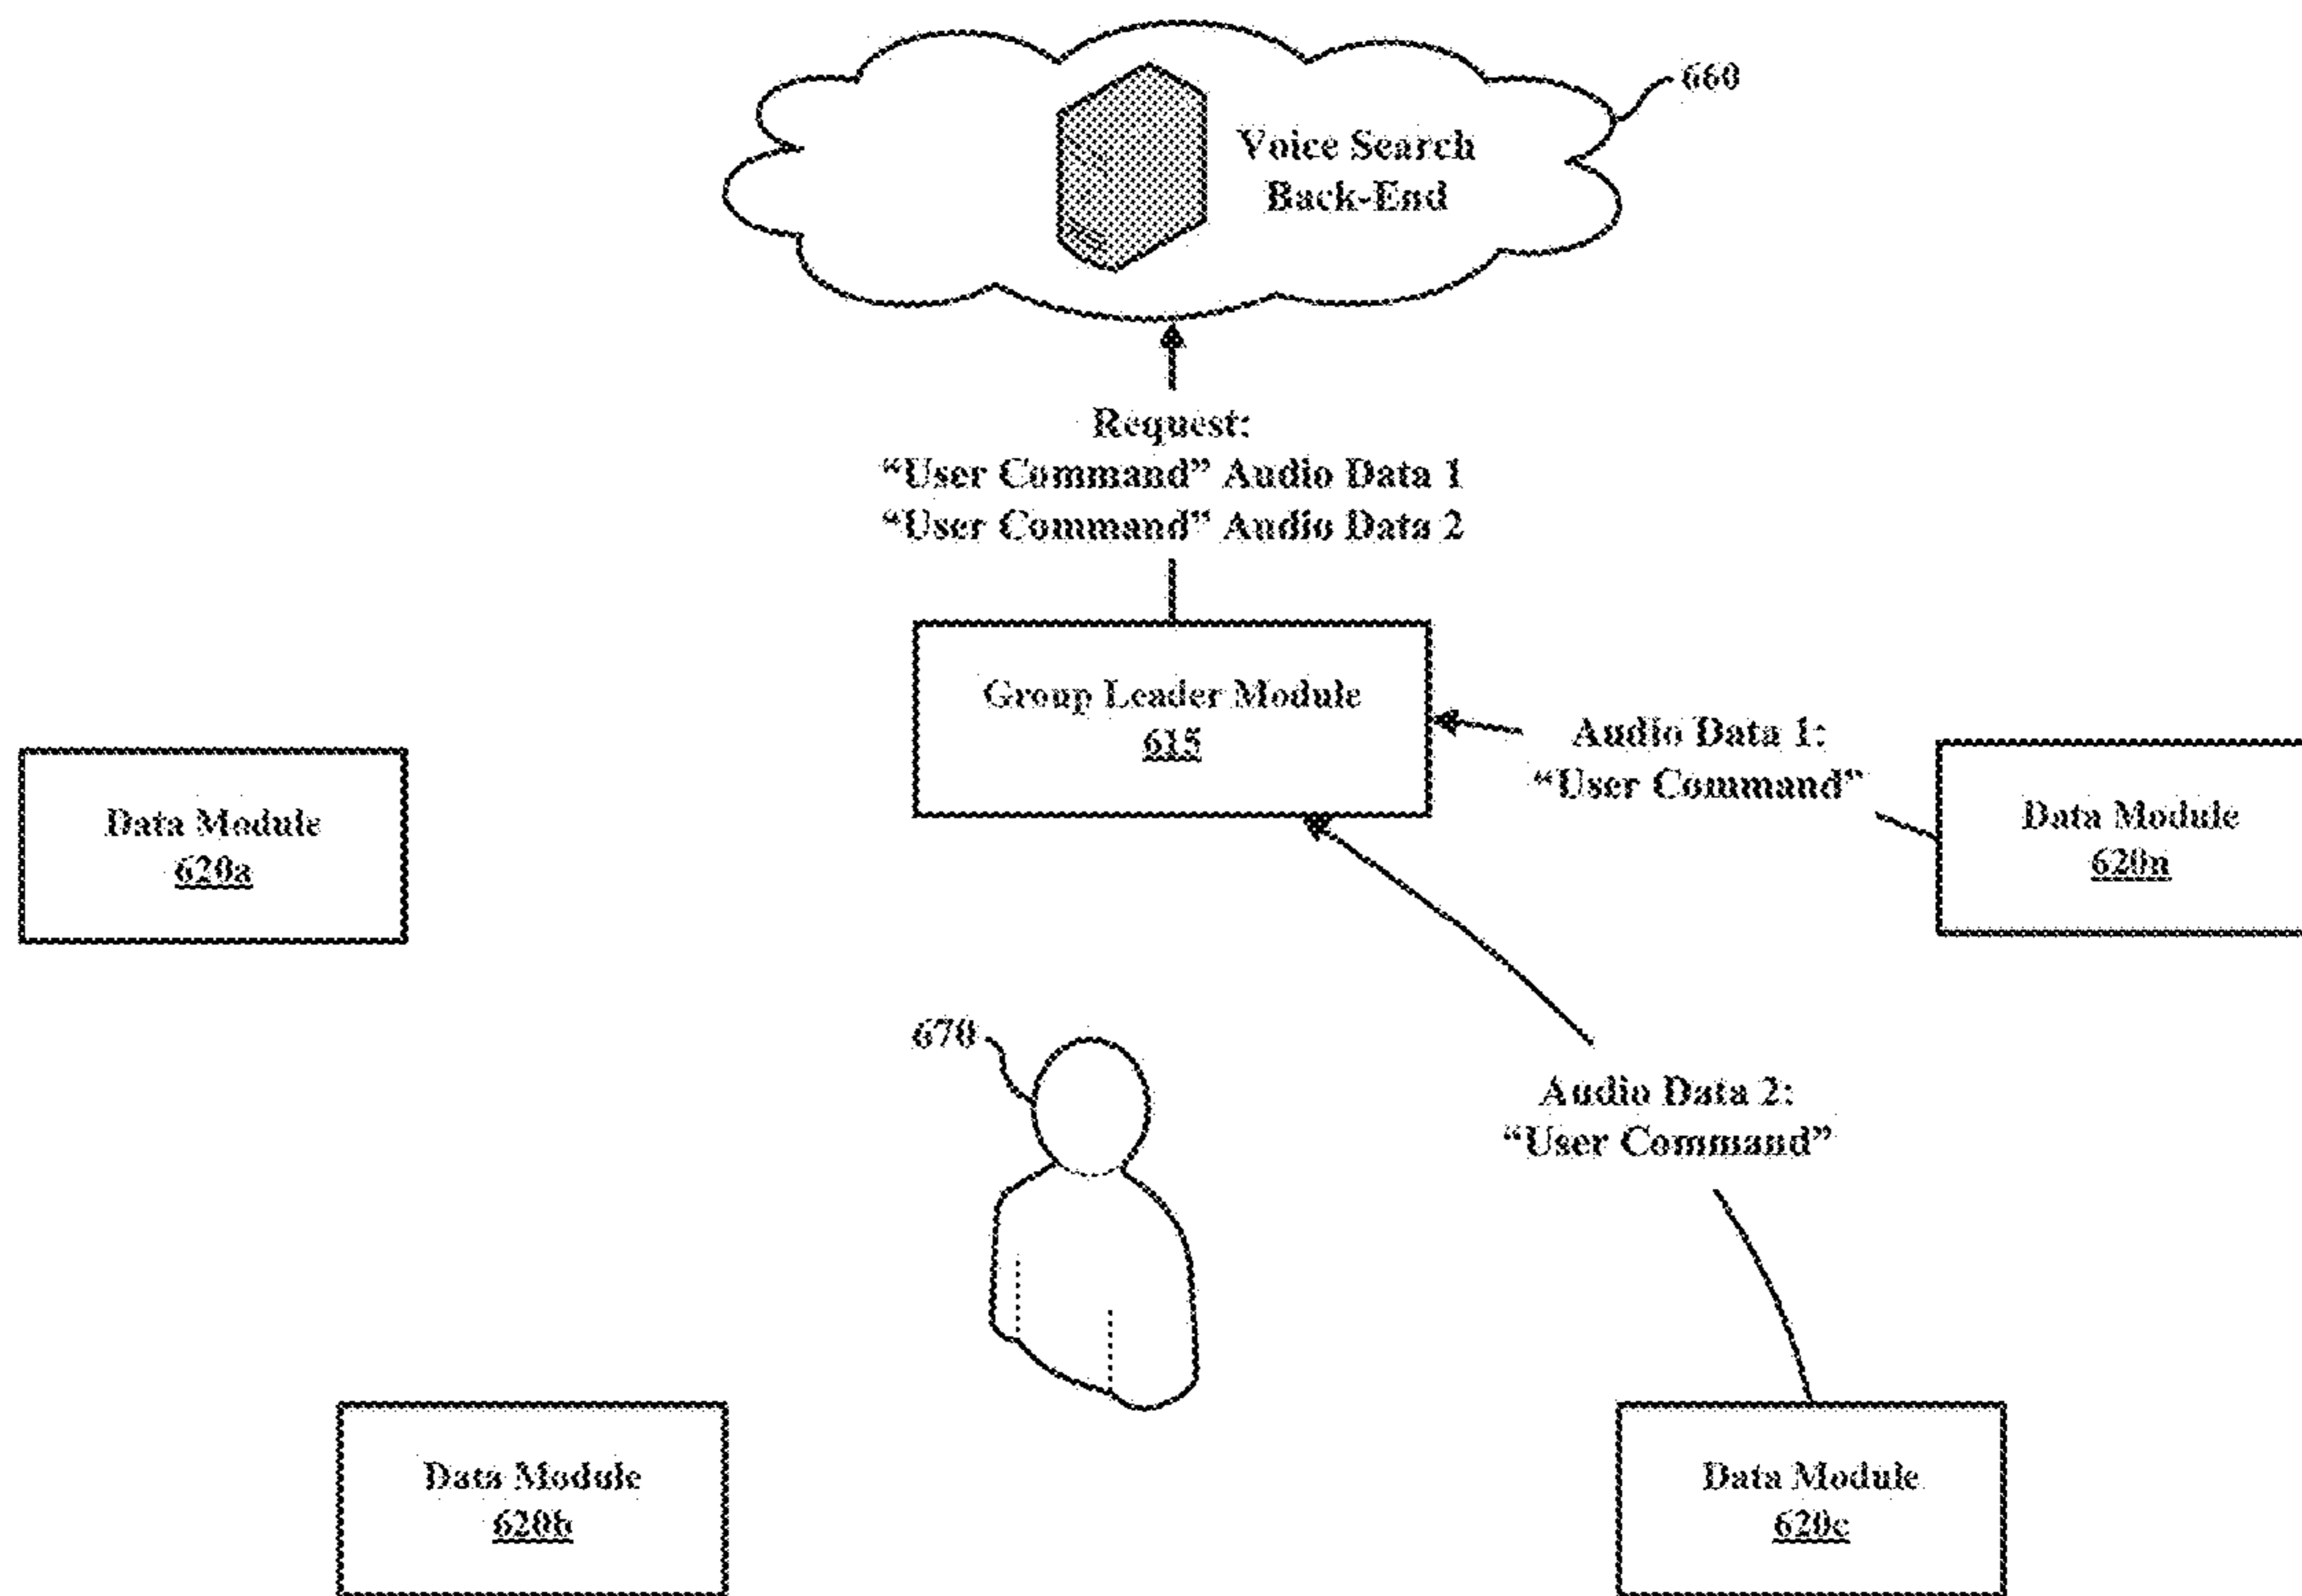 660
Voice Search
Back-End
Request:
“User Command” Audio Data 1
“User Command” Audio Data 2
Group Leader Module
615
Audio Data 1:
“User Command”
Data Module
620a
Data Module
620n
670
Audio Data 2:
“User Command”
Data Module
620b
Data Module
620c